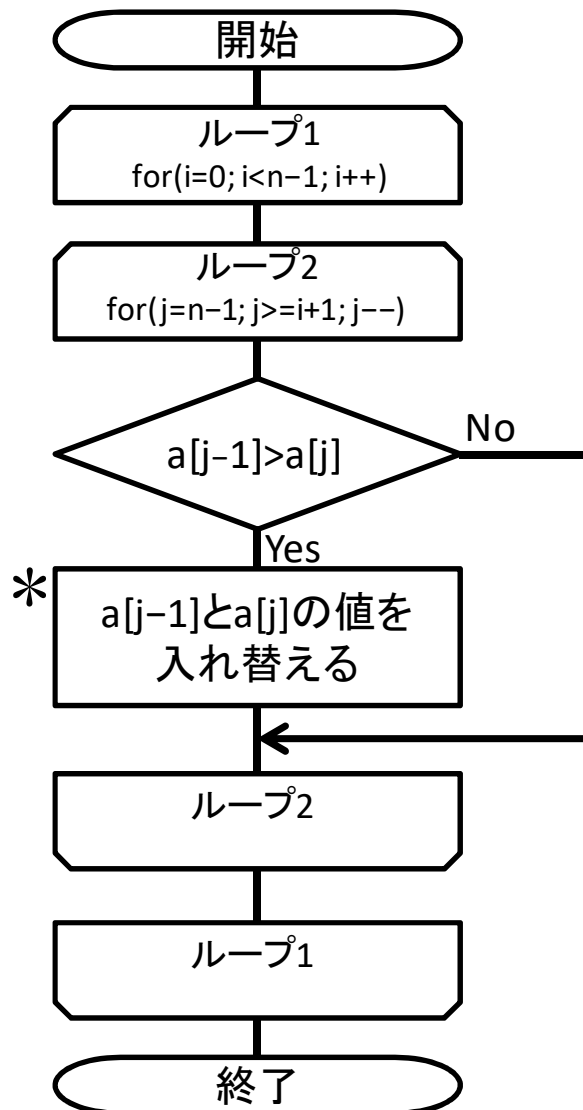 開始
ループ1
for(i=0; i<n−1; i++)
ループ2
for(j=n−1; j>=i+1; j−−)
a[j−1]>a[j]
No
Yes
*
a[j−1]とa[j]の値を
入れ替える
ループ2
ループ1
終了